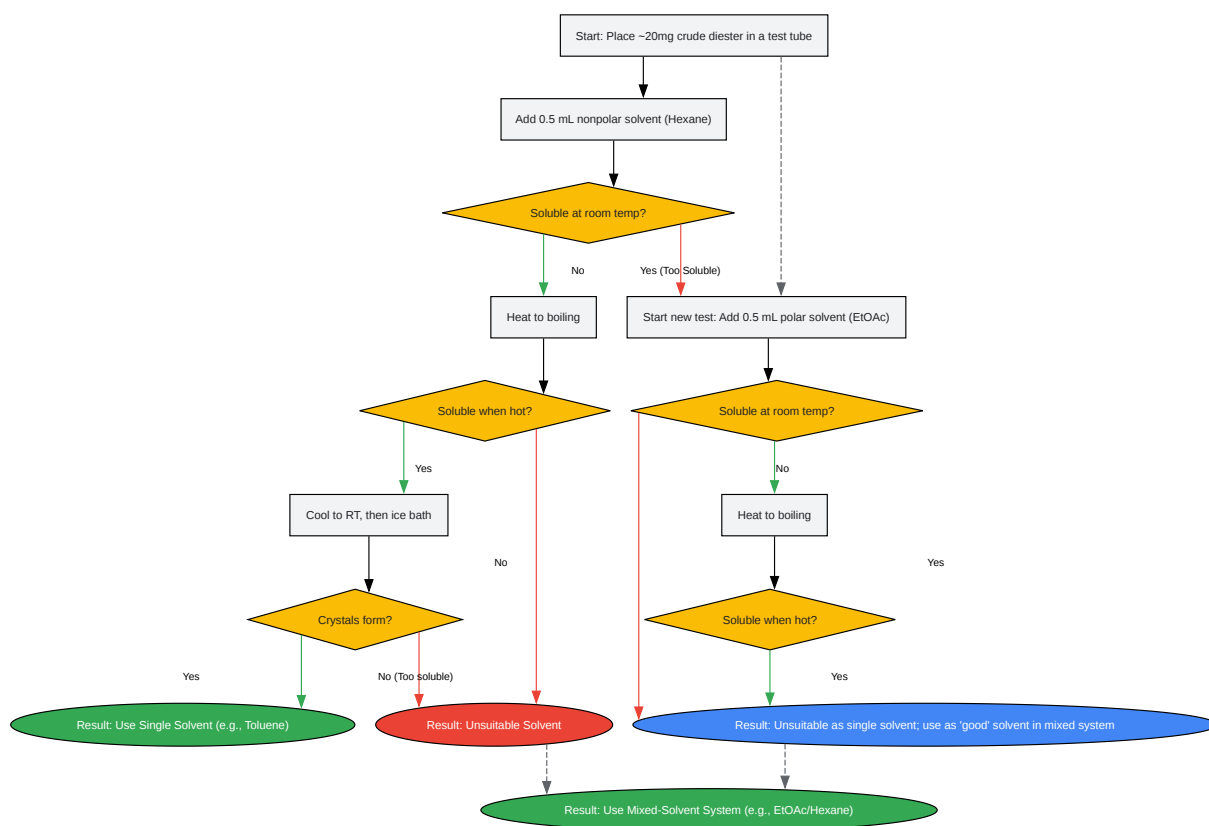 Start: Place ~20mg crude diester in a test tube
Add 0.5 mL nonpolar solvent (Hexane)
Soluble at room temp?
No
Yes (Too Soluble)
Heat to boiling
Start new test: Add 0.5 mL polar solvent (EtOAc)
Soluble when hot?
Soluble at room temp?
Yes
No
Cool to RT, then ice bath
Heat to boiling
No
Yes
Crystals form?
Soluble when hot?
Yes
No (Too soluble)
Yes
Result: Use Single Solvent (e.g., Toluene)
Result: Unsuitable Solvent
Result: Unsuitable as single solvent; use as 'good' solvent in mixed system
Result: Use Mixed-Solvent System (e.g., EtOAc/Hexane)